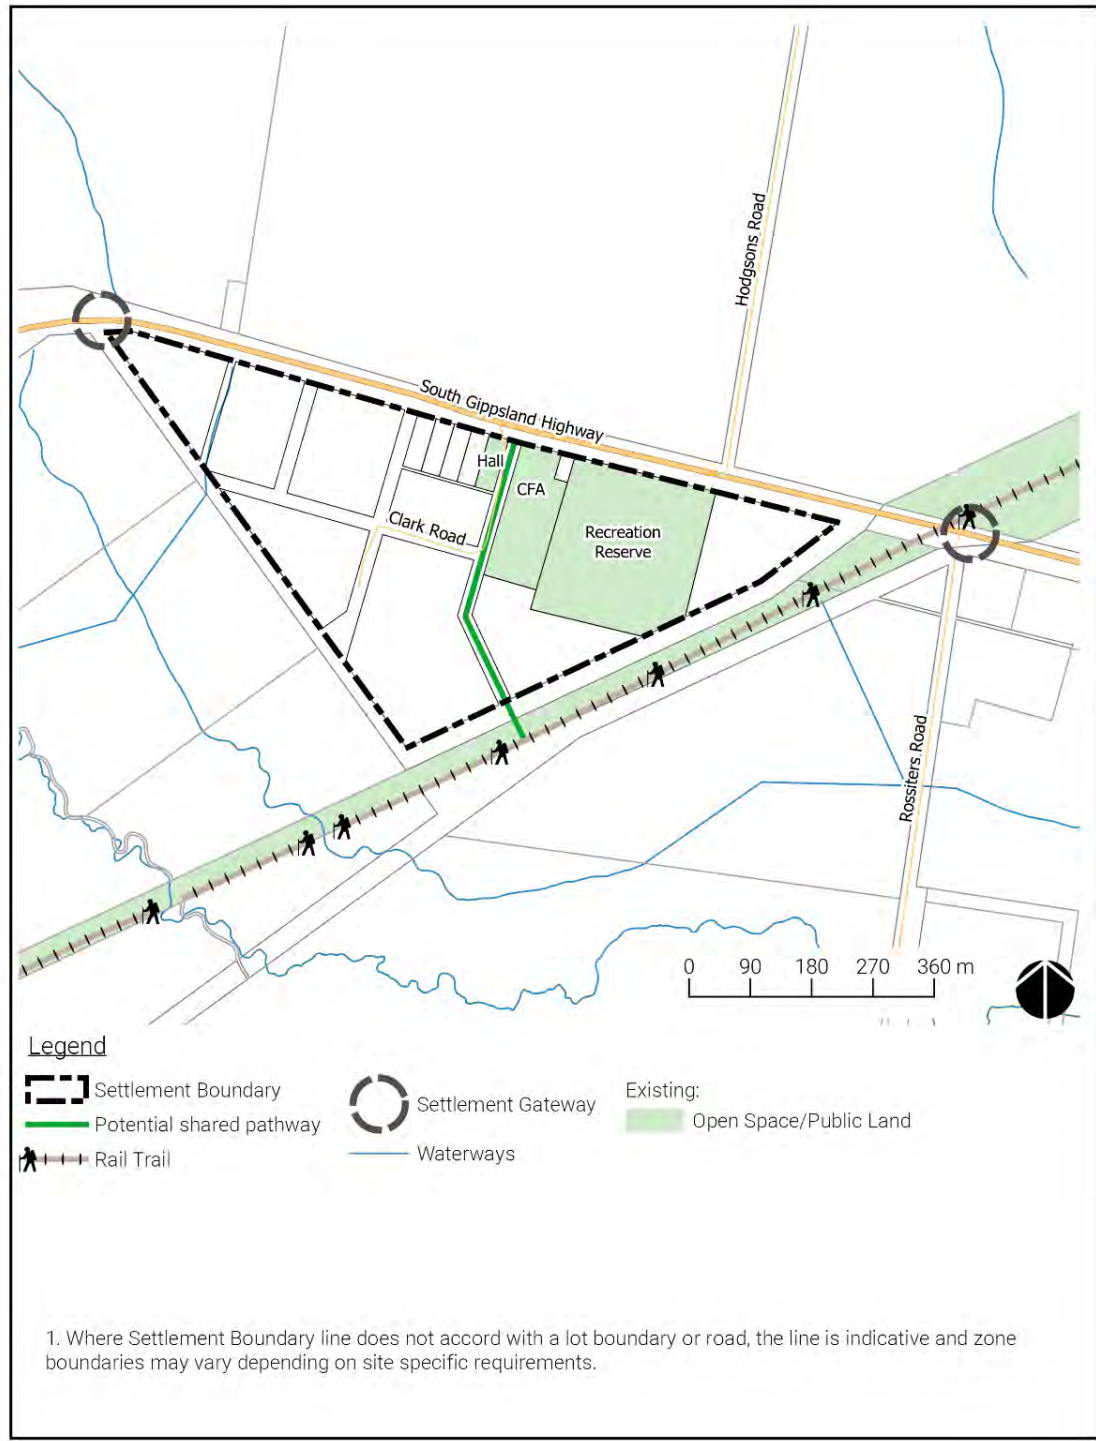 Hodgsons Road
South Gippsland Highway
Hall
CFA
Clark Road
Recreation
Reserve
Rossiters Road
0 90 180 270 360 m
Legend
Settlement Boundary
Potential shared pathway
Rail Trail
Settlement Gateway
Waterways
Existing:
Open Space/Public Land
1. Where Settlement Boundary line does not accord with a lot boundary or road, the line is indicative and zone
boundaries may vary depending on site specific requirements.